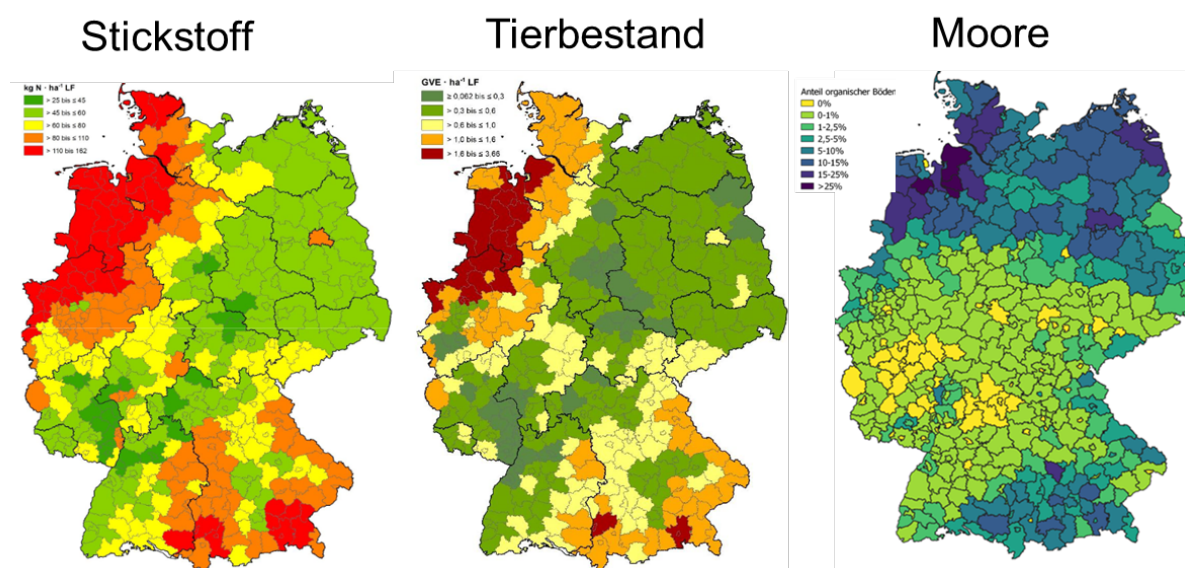 Stickstoff
Tierbestand
Moore
kg N · ha⁻¹ LF
> 25 bis ≤ 45
> 45 bis ≤ 60
> 60 bis ≤ 80
> 80 bis ≤ 110
> 110 bis 162
GVE · ha⁻¹ LF
≥ 0,062 bis ≤ 0,3
> 0,3 bis ≤ 0,6
> 0,6 bis ≤ 1,0
> 1,0 bis ≤ 1,6
> 1,6 bis ≤ 3,66
Anteil organischer Böder
0%
0-1%
1-2,5%
2,5-5%
5-10%
10-15%
15-25%
>25%